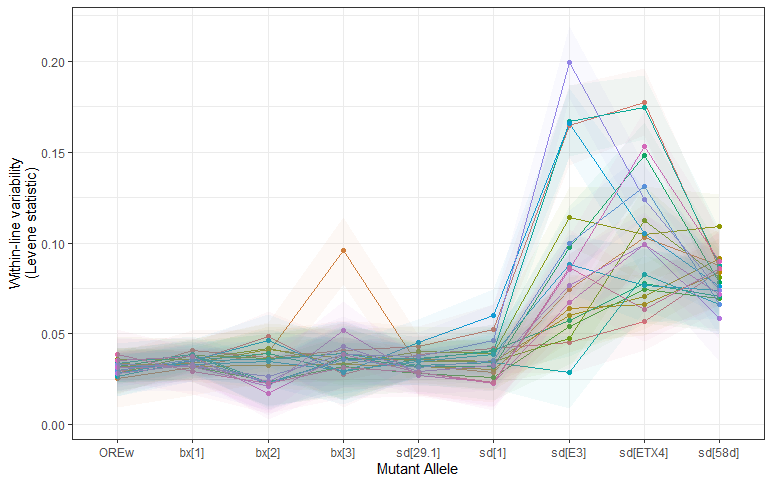 Within-line variability
(Levene statistic)
0.20
0.15
0.10
0.05
0.00
OREw bx[1] bx[2] bx[3] sd[29.1] sd[1] sd[E3] sd[ETX4] sd[58d]
Mutant Allele